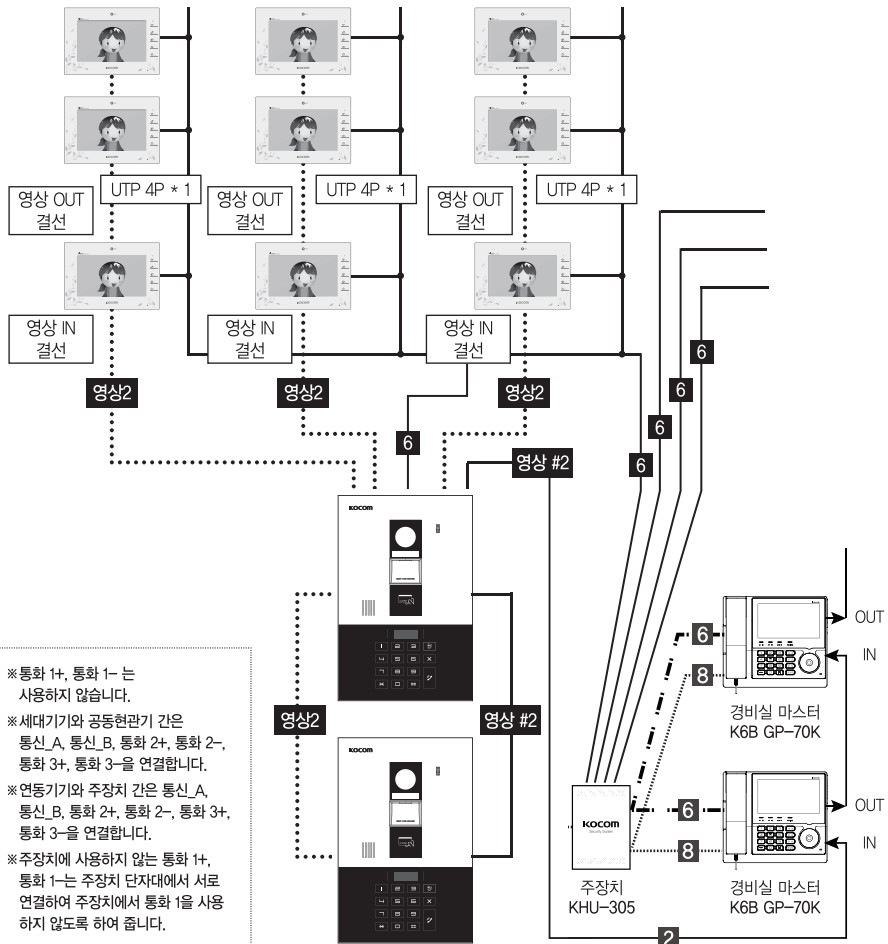 영상 OUT
결선
UTP 4P * 1
영상 OUT
결선
UTP 4P * 1
영상 OUT
결선
UTP 4P * 1
영상 IN
결선
영상 IN
결선
영상 IN
결선
영상2
영상2
영상2
6
영상 #2
6
6
6
6
KOCOM
영상2
영상 #2
KOCOM
※통화 1+, 통화 1- 는
사용하지 않습니다.
※세대기기와 공동현관기 간은
통신_A, 통신_B, 통화 2+, 통화 2-,
통화 3+, 통화 3-을 연결합니다.
※연동기기와 주장치 간은 통신_A,
통신_B, 통화 2+, 통화 2-, 통화 3+,
통화 3-을 연결합니다.
※주장치에 사용하지 않는 통화 1+,
통화 1-는 주장치 단자대에서 서로
연결하여 주장치에서 통화 1을 사용
하지 않도록 하여 줍니다.
6
8
OUT
IN
경비실 마스터
K6B GP-70K
KOCOM
Security System
주장치
KHU-305
6
8
OUT
IN
경비실 마스터
K6B GP-70K
2